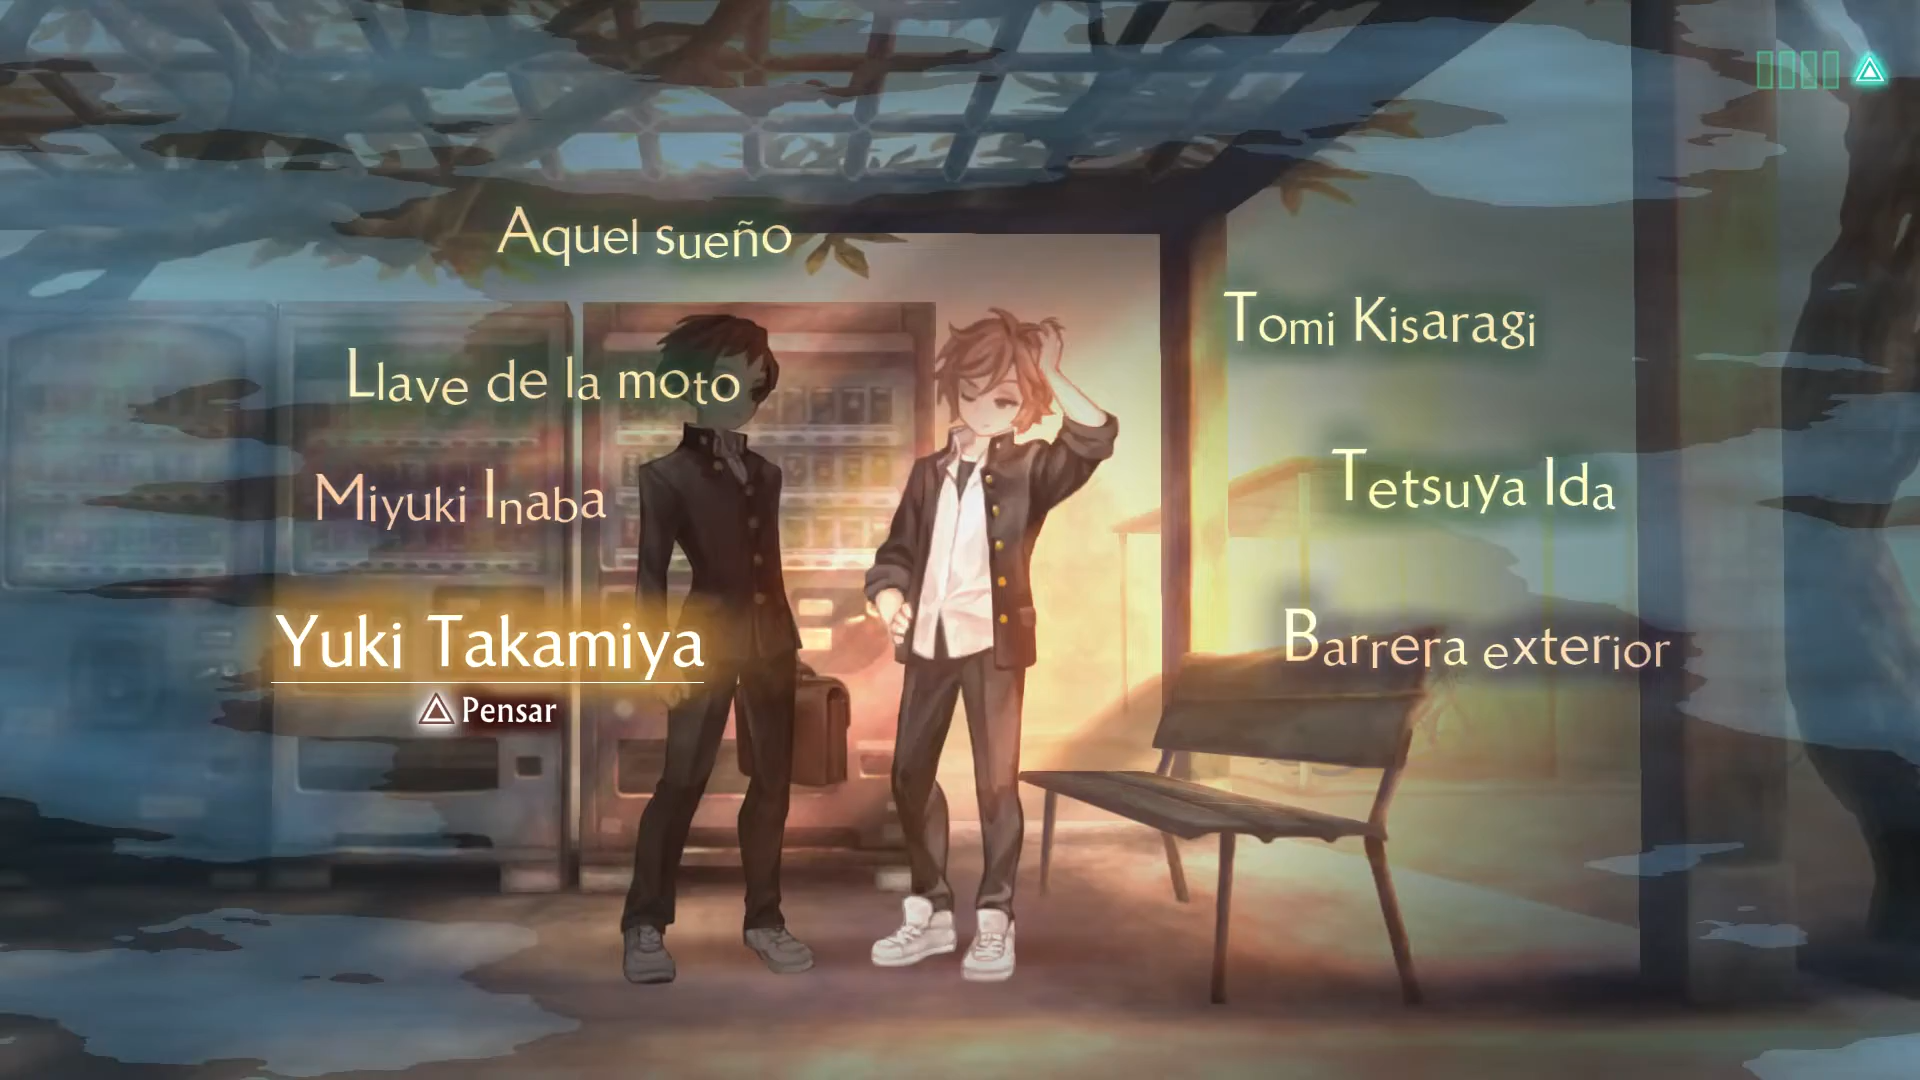 Aquel sueño
Llave de la moto
Miyuki Inaba
Yuki Takamiya
Pensar
Tomi Kisaragi
Tetsuya Ida
Barrera exterior